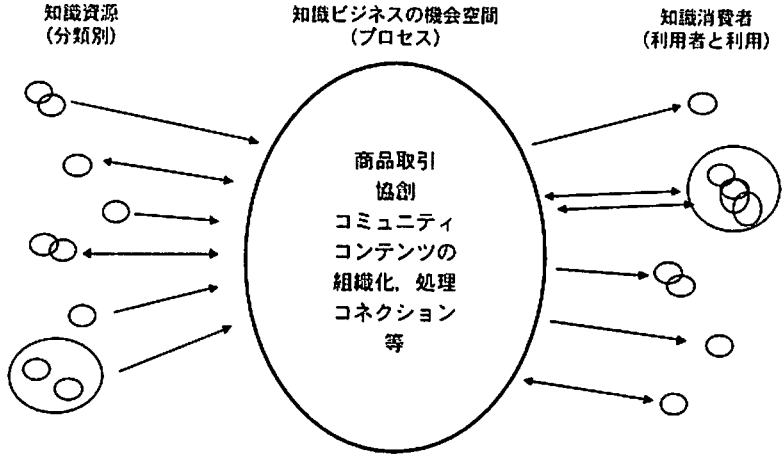 知識資源
(分類別)
知識ビジネスの機会空間
(プロセス)
知識消費者
(利用者と利用)
商品取引
協創
コミュニティ
コンテンツの
組織化, 処理
コネクション
等